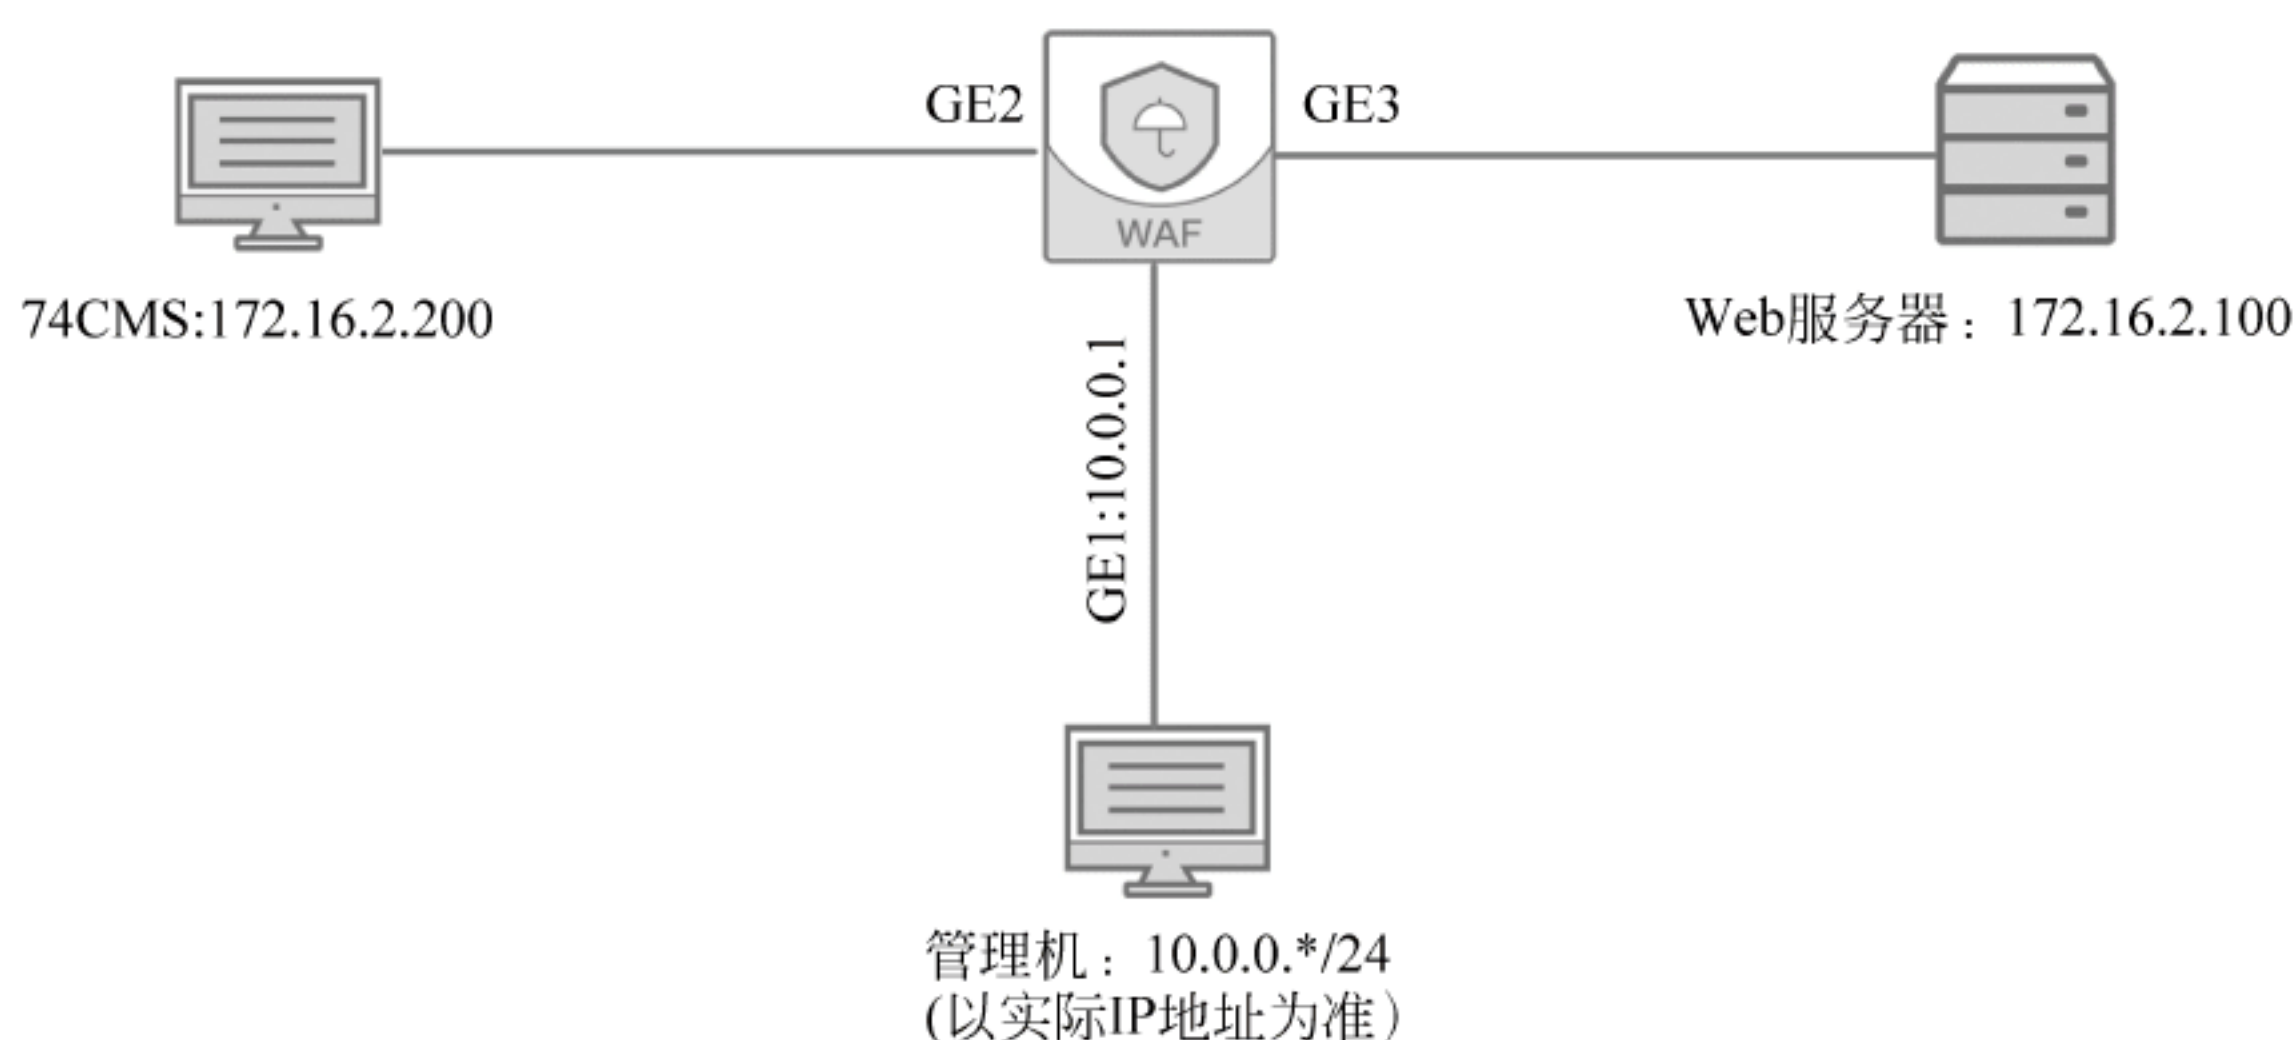 GE2
GE3
WAF
74CMS:172.16.2.200
Web服务器：172.16.2.100
GE1:10.0.0.1
管理机：10.0.0.*/24
(以实际IP地址为准）